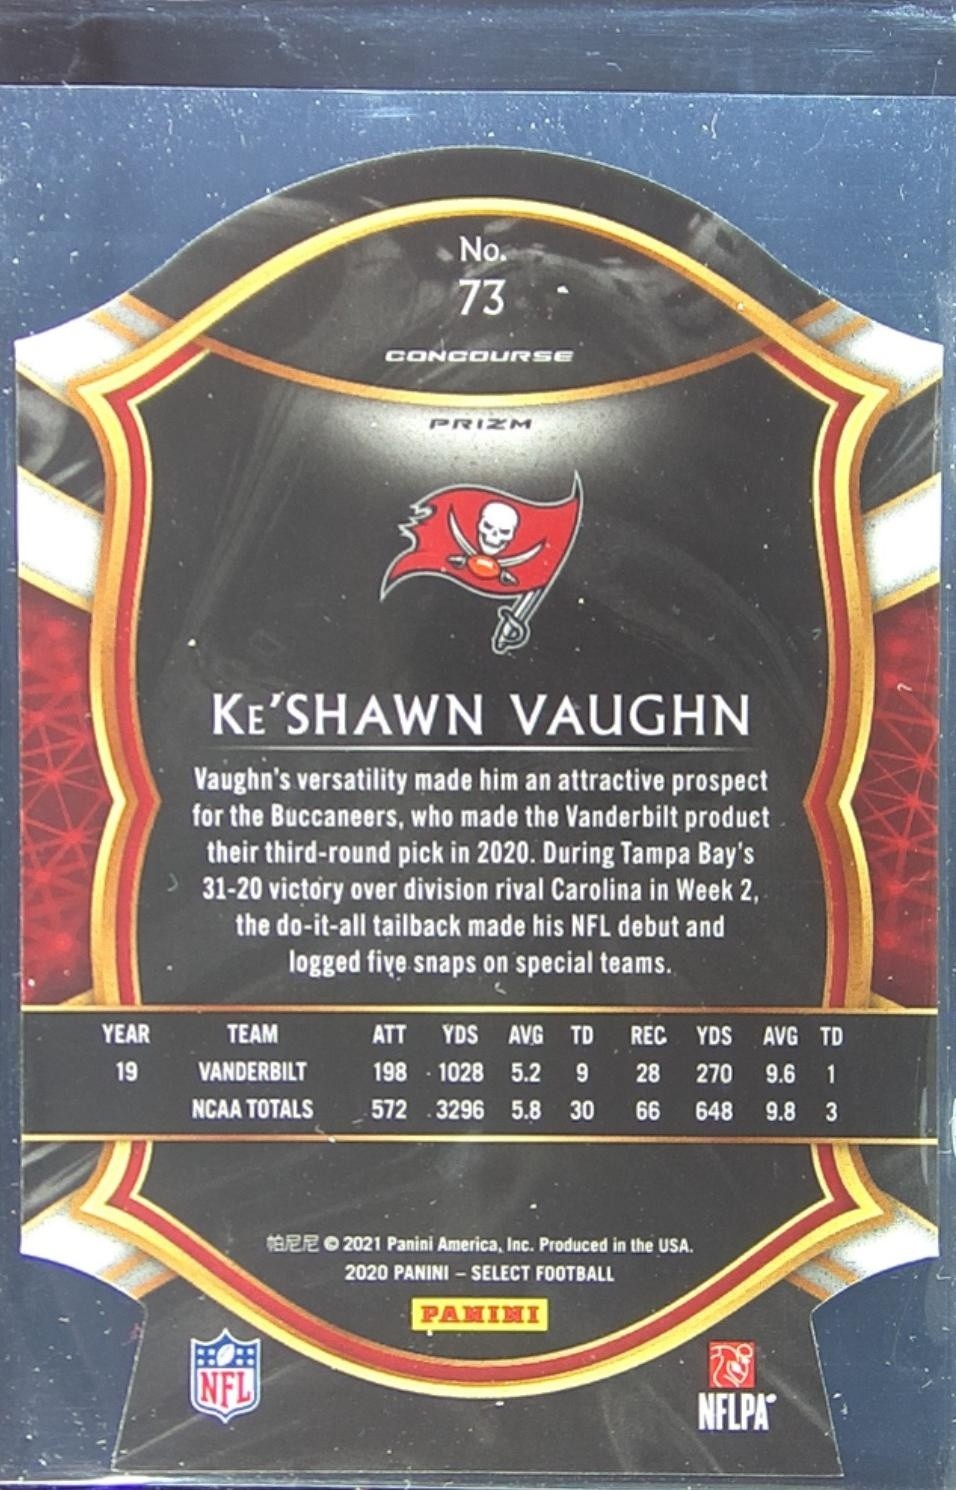 No.
73
CONCOURSE
PRIZM
KE'SHAWN VAUGHN
Vaughn's versatility made him an attractive prospect
for the Buccaneers, who made the Vanderbilt product
their third-round pick in 2020. During Tampa Bay's
31-20 victory over division rival Carolina in Week 2,
the do-it-all tailback made his NFL debut and
logged five snaps on special teams.
YEAR TEAM ATT YDS AVG TD REC YDS AVG TD
19 VANDERBILT 198 1028 5.2 9 28 270 9.6 1
NCAA TOTALS 572 3296 5.8 30 66 648 9.8 3
帕尼尼 © 2021 Panini America, Inc. Produced in the USA.
2020 PANINI – SELECT FOOTBALL
PANINI
NFL
NFLPA